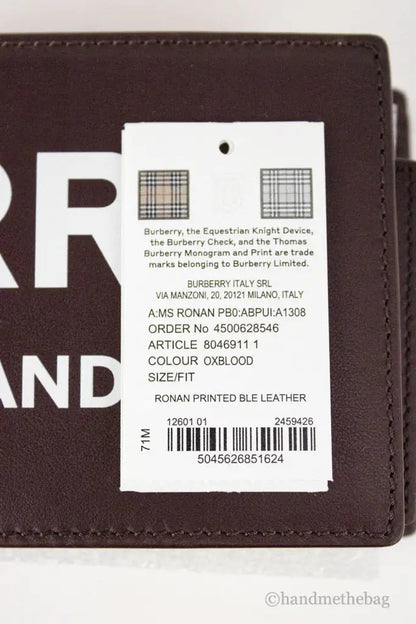 RR
AND
Burberry, the Equestrian Knight Device,
the Burberry Check, and the Thomas
Burberry Monogram and Print are trade
marks belonging to Burberry Limited.
BURBERRY ITALY SRL
VIA MANZONI, 20, 20121 MILANO, ITALY
A:MS RONAN PB0:ABPUI:A1308
ORDER No 4500628546
ARTICLE 8046911 1
COLOUR OXBLOOD
SIZE/FIT
RONAN PRINTED BLE LEATHER
12601 01 2459426
71M
5045626851624
©handmethebag